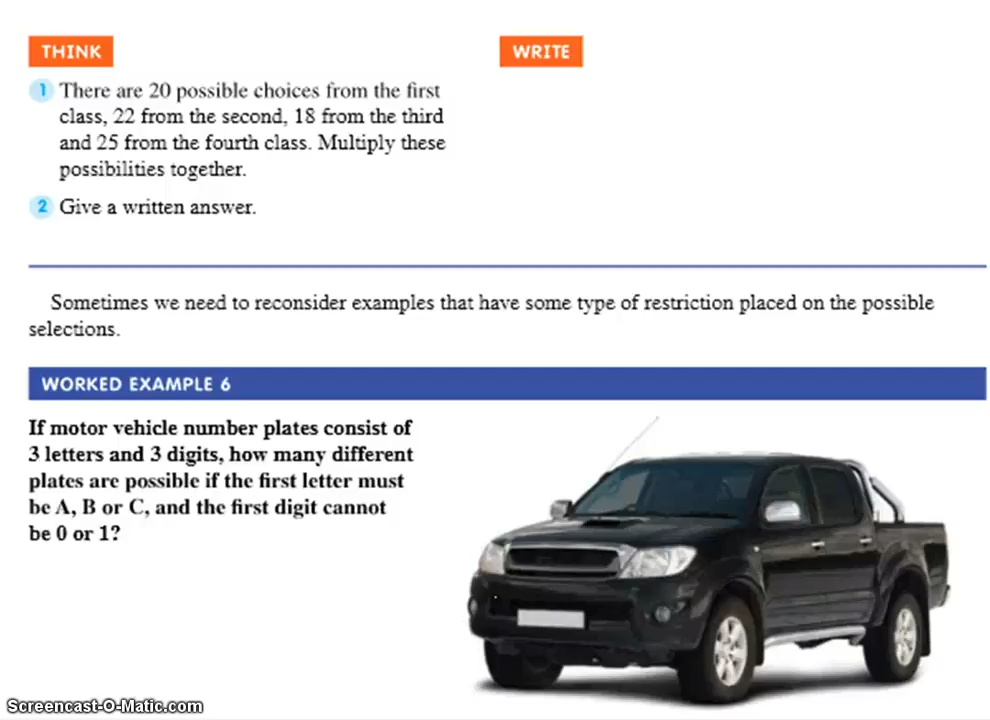 THINK
WRITE
1 There are 20 possible choices from the first
class, 22 from the second, 18 from the third
and 25 from the fourth class. Multiply these
possibilities together.
2 Give a written answer.
Sometimes we need to reconsider examples that have some type of restriction placed on the possible
selections.
WORKED EXAMPLE 6
If motor vehicle number plates consist of
3 letters and 3 digits, how many different
plates are possible if the first letter must
be A, B or C, and the first digit cannot
be 0 or 1?
Screencast-O-Matic.com